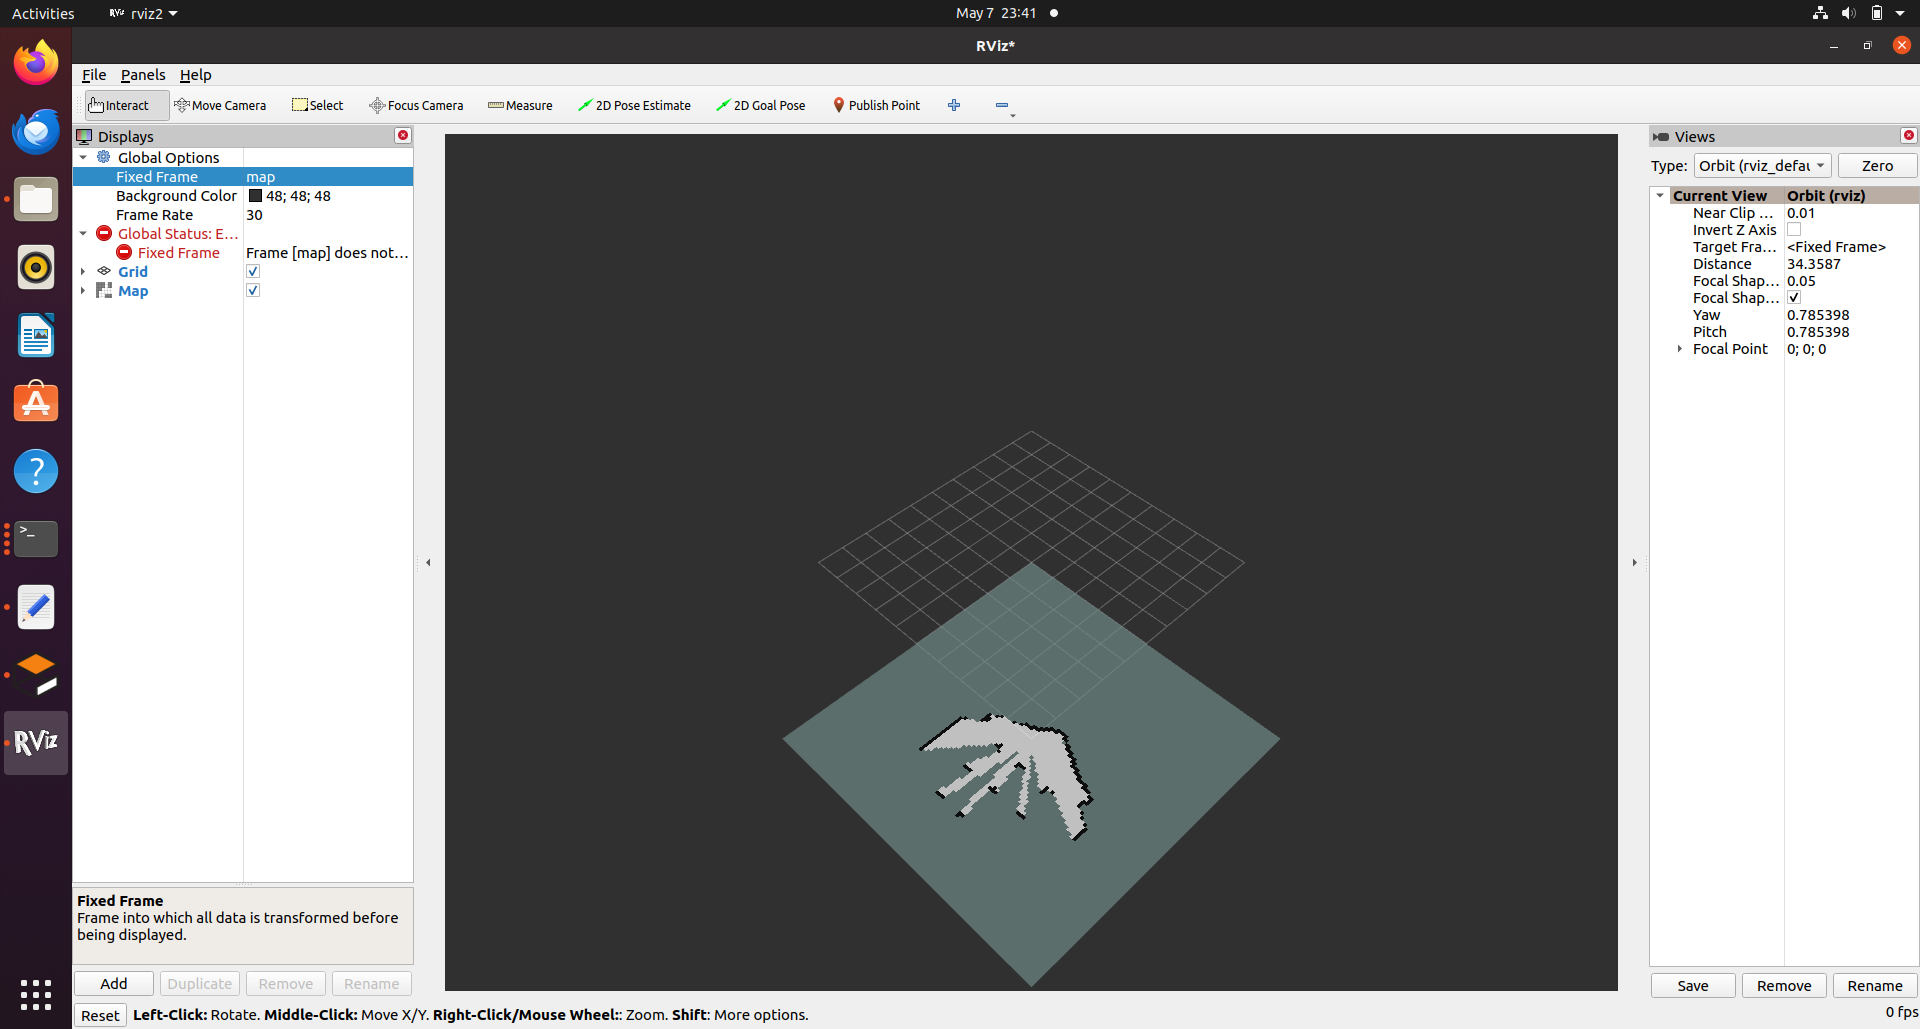 Activities RViz rviz2 May 7 23:41
RViz*
File Panels Help
Interact Move Camera Select Focus Camera Measure 2D Pose Estimate 2D Goal Pose Publish Point
Displays
Global Options
Fixed Frame map
Background Color 48; 48; 48
Frame Rate 30
Global Status: E...
Fixed Frame Frame [map] does not...
Grid
Map
Fixed Frame
Frame into which all data is transformed before
being displayed.
Add Duplicate Remove Rename
Reset Left-Click: Rotate. Middle-Click: Move X/Y. Right-Click/Mouse Wheel:: Zoom. Shift: More options.
Views
Type: Orbit (rviz_defau Zero
Current View Orbit (rviz)
Near Clip ... 0.01
Invert Z Axis
Target Fra... <Fixed Frame>
Distance 34.3587
Focal Shap... 0.05
Focal Shap...
Yaw 0.785398
Pitch 0.785398
Focal Point 0; 0; 0
Save Remove Rename
0 fps
RViz